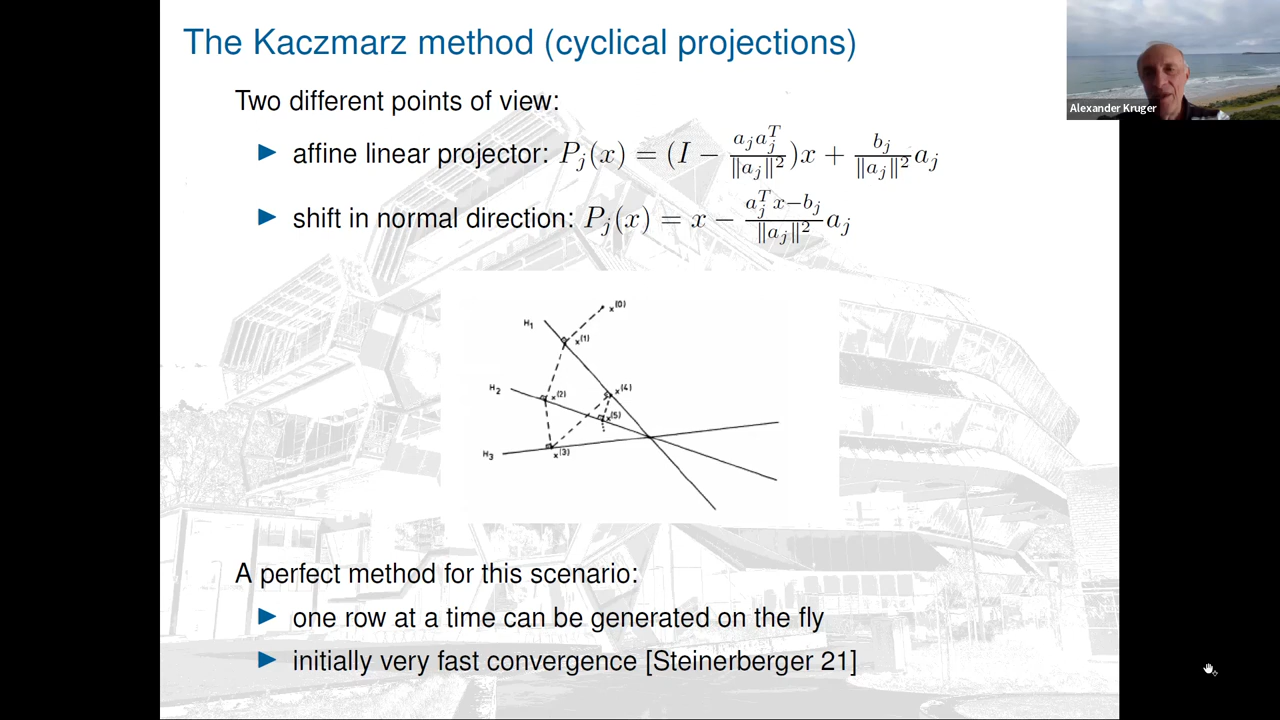 The Kaczmarz method (cyclical projections)
Alexander Kruger
Two different points of view:
▶ affine linear projector: P_j(x) = (I − \frac{a_j a_j^T}{‖a_j‖²})x + \frac{b_j}{‖a_j‖²} a_j
▶ shift in normal direction: P_j(x) = x − \frac{a_j^T x − b_j}{‖a_j‖²} a_j
x^(0)
H_1
x^(1)
H_2
x^(2)
x^(4)
x^(5)
H_3
x^(3)
A perfect method for this scenario:
▶ one row at a time can be generated on the fly
▶ initially very fast convergence [Steinerberger 21]